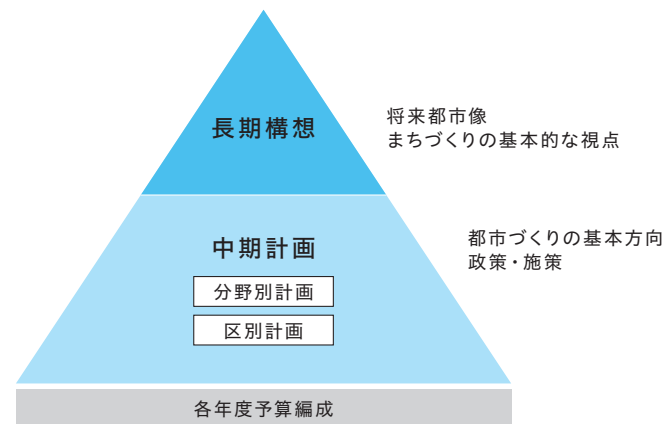 長期構想
将来都市像
まちづくりの基本的な視点
中期計画
都市づくりの基本方向
政策・施策
分野別計画
区別計画
各年度予算編成